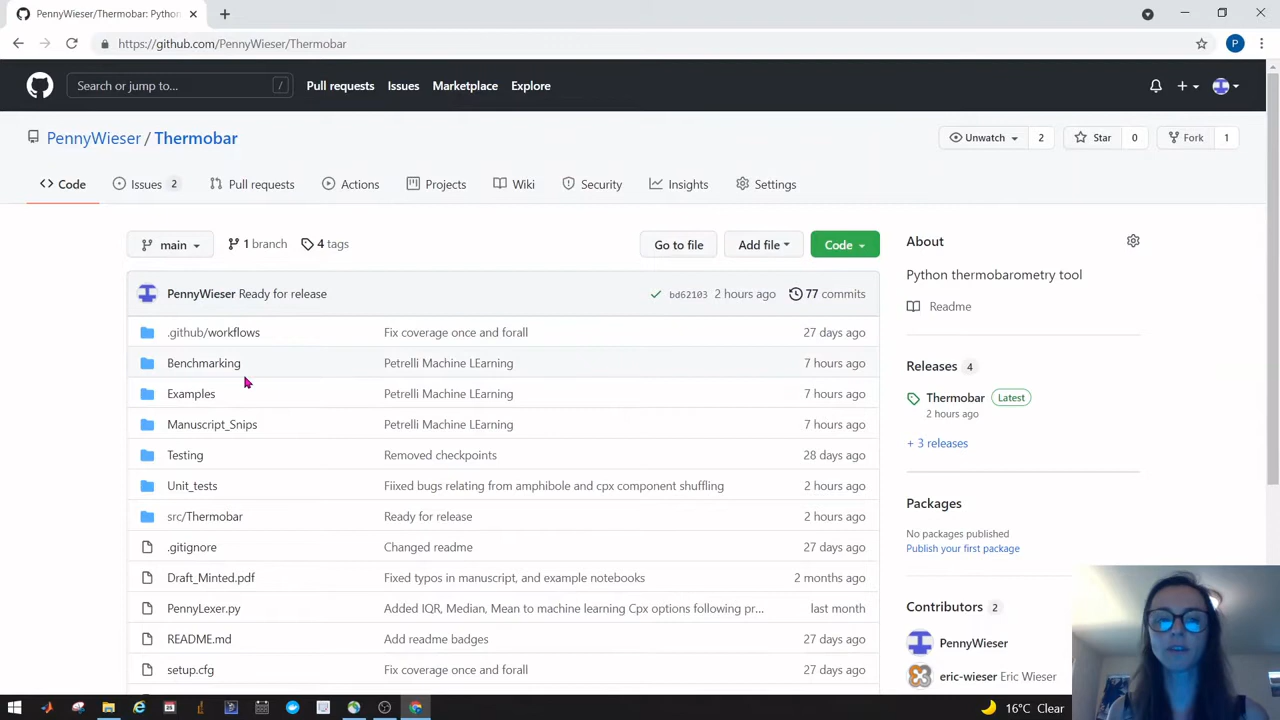 PennyWieser/Thermobar: Pytho
https://github.com/PennyWieser/Thermobar
P
Search or jump to... /
Pull requests Issues Marketplace Explore
PennyWieser / Thermobar
Unwatch 2 Star 0 Fork 1
Code Issues 2 Pull requests Actions Projects Wiki Security Insights Settings
main 1 branch 4 tags Go to file Add file Code
PennyWieser Ready for release bd62103 2 hours ago 77 commits
.github/workflows Fix coverage once and forall 27 days ago
Benchmarking Petrelli Machine LEarning 7 hours ago
Examples Petrelli Machine LEarning 7 hours ago
Manuscript_Snips Petrelli Machine LEarning 7 hours ago
Testing Removed checkpoints 28 days ago
Unit_tests Fiixed bugs relating from amphibole and cpx component shuffling 2 hours ago
src/Thermobar Ready for release 2 hours ago
.gitignore Changed readme 27 days ago
Draft_Minted.pdf Fixed typos in manuscript, and example notebooks 2 months ago
PennyLexer.py Added IQR, Median, Mean to machine learning Cpx options following pr... last month
README.md Add readme badges 27 days ago
setup.cfg Fix coverage once and forall 27 days ago
About
Python thermobarometry tool
Readme
Releases 4
Thermobar Latest
2 hours ago
+ 3 releases
Packages
No packages published
Publish your first package
Contributors 2
PennyWieser
eric-wieser Eric Wieser
16°C Clear